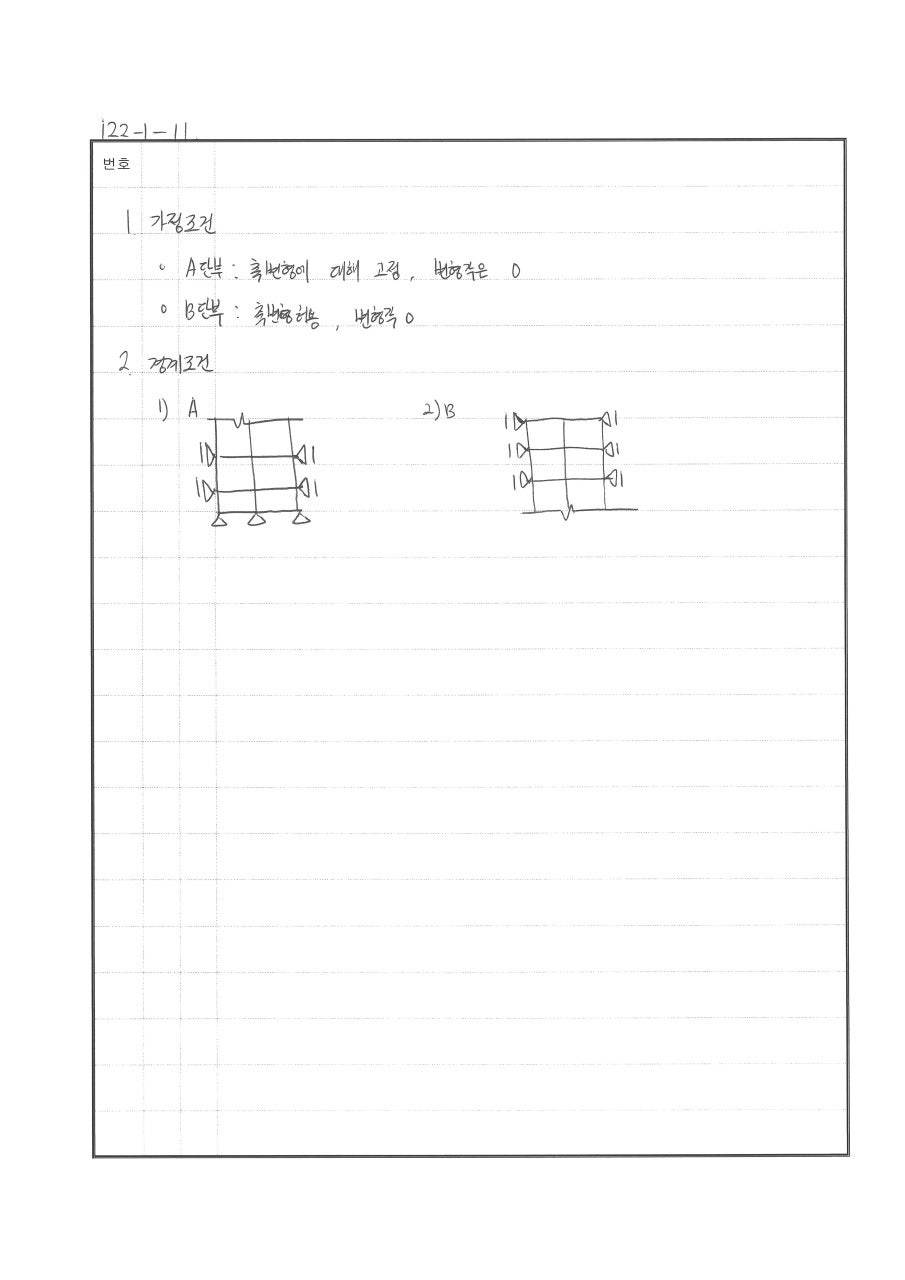 122-1-11.
번호
1 가정조건
◦ A단부 : 축변형에 대해 고정, 변형각은 0
◦ B단부 : 축변형허용, 변형각 0
2. 경계조건
1) A 2) B